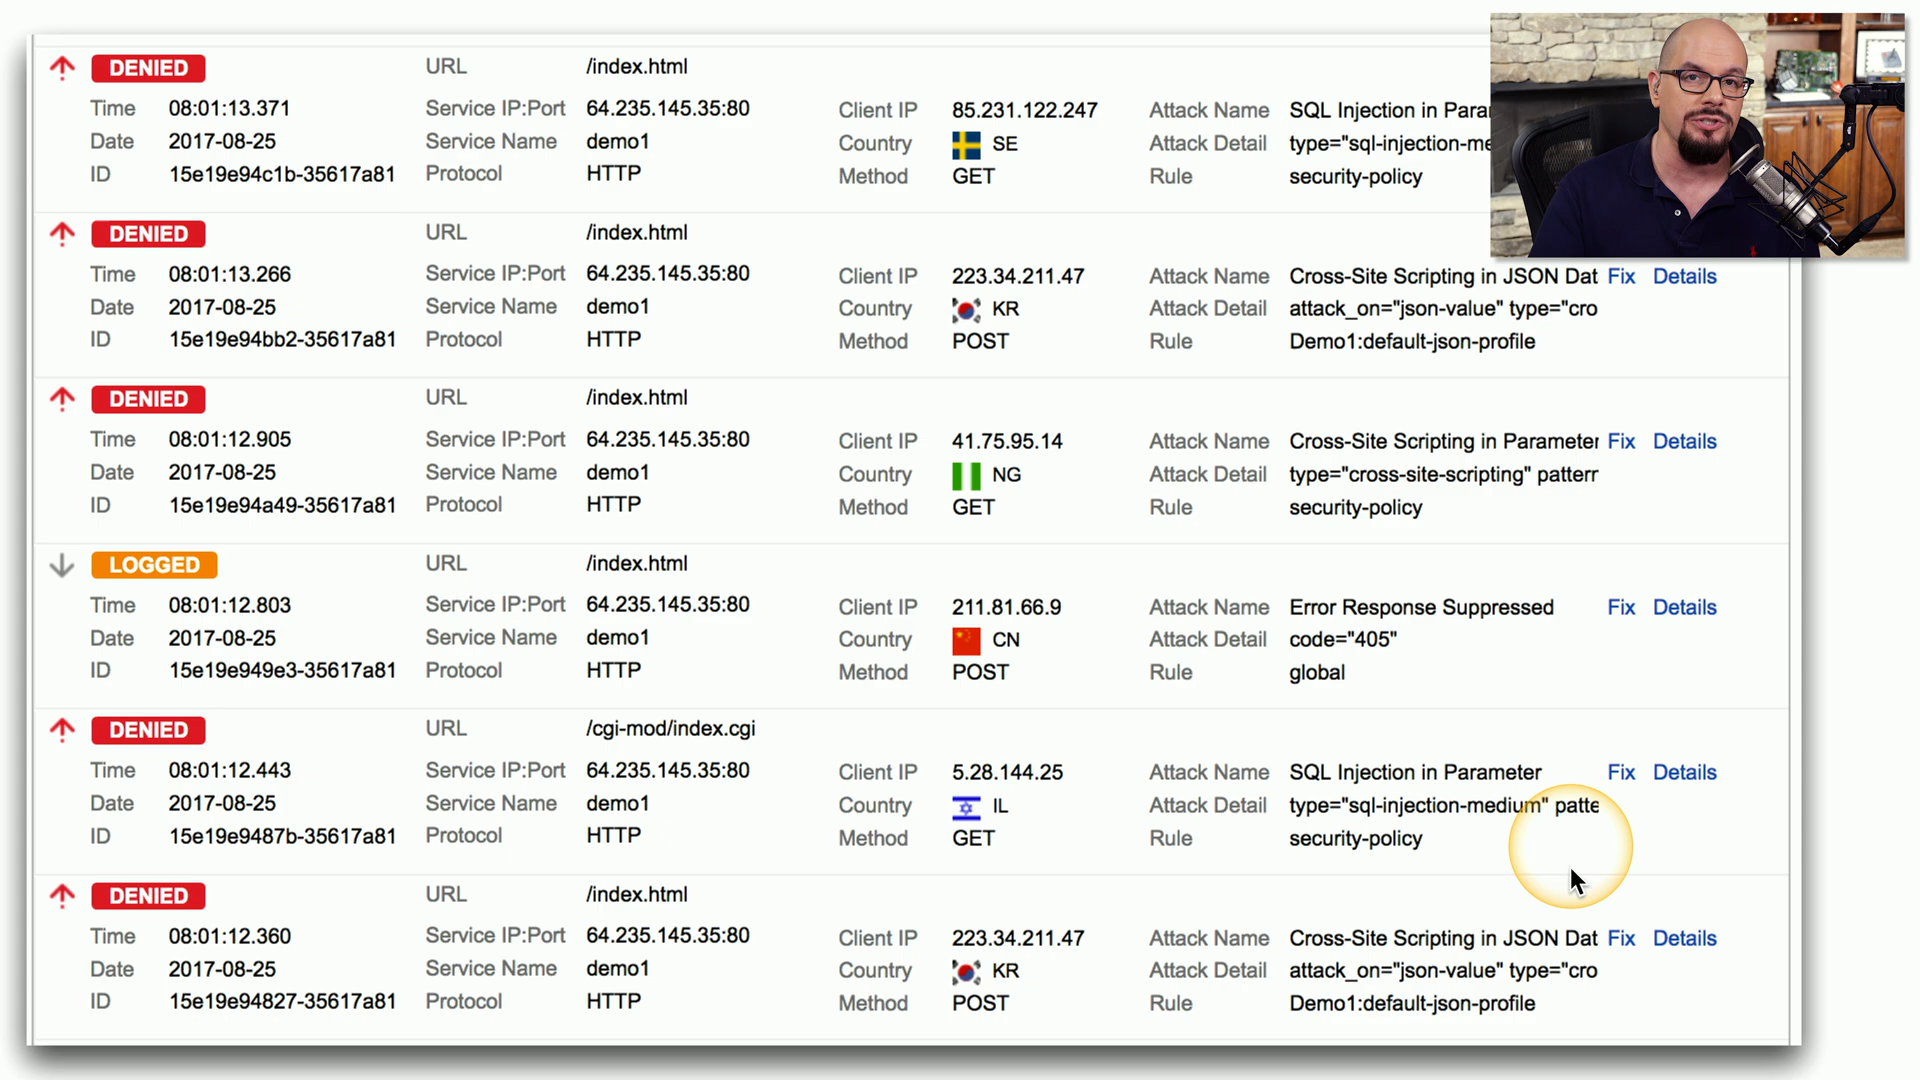 DENIED URL /index.html
Time 08:01:13.371 Service IP:Port 64.235.145.35:80 Client IP 85.231.122.247 Attack Name SQL Injection in
Date 2017-08-25 Service Name demo1 Country SE Attack Detail
ID 15e19e94c1b-35617a81 Protocol HTTP Method GET Rule security-policy
DENIED URL /index.html
Time 08:01:13.266 Service IP:Port 64.235.145.35:80 Client IP 223.34.211.47 Attack Name Cross-Site Scripting in JSON Dat Fix Details
Date 2017-08-25 Service Name demo1 Country KR Attack Detail attack_on="json-value" type="cro
ID 15e19e94bb2-35617a81 Protocol HTTP Method POST Rule Demo1:default-json-profile
DENIED URL /index.html
Time 08:01:12.905 Service IP:Port 64.235.145.35:80 Client IP 41.75.95.14 Attack Name Cross-Site Scripting in Parameter Fix Details
Date 2017-08-25 Service Name demo1 Country NG Attack Detail type="cross-site-scripting" pattern
ID 15e19e94a49-35617a81 Protocol HTTP Method GET Rule security-policy
LOGGED URL /index.html
Time 08:01:12.803 Service IP:Port 64.235.145.35:80 Client IP 211.81.66.9 Attack Name Error Response Suppressed Fix Details
Date 2017-08-25 Service Name demo1 Country CN Attack Detail code="405"
ID 15e19e949e3-35617a81 Protocol HTTP Method POST Rule global
DENIED URL /cgi-mod/index.cgi
Time 08:01:12.443 Service IP:Port 64.235.145.35:80 Client IP 5.28.144.25 Attack Name SQL Injection in Parameter Fix Details
Date 2017-08-25 Service Name demo1 Country IL Attack Detail type="sql-injection-medium" patte
ID 15e19e9487b-35617a81 Protocol HTTP Method GET Rule security-policy
DENIED URL /index.html
Time 08:01:12.360 Service IP:Port 64.235.145.35:80 Client IP 223.34.211.47 Attack Name Cross-Site Scripting in JSON Dat Fix Details
Date 2017-08-25 Service Name demo1 Country KR Attack Detail attack_on="json-value" type="cro
ID 15e19e94827-35617a81 Protocol HTTP Method POST Rule Demo1:default-json-profile